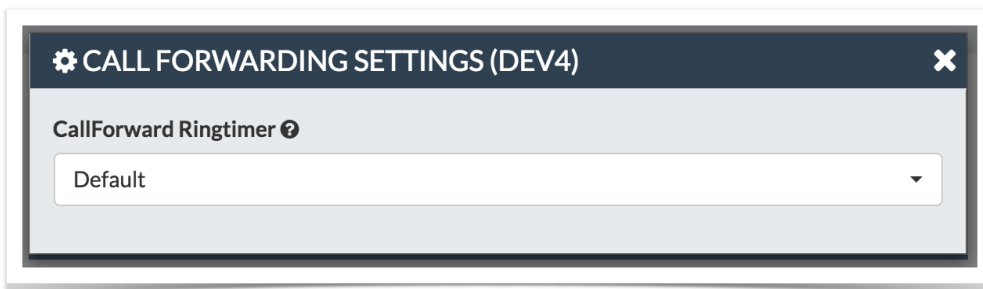 CALL FORWARDING SETTINGS (DEV4)
CallForward Ringtimer
Default